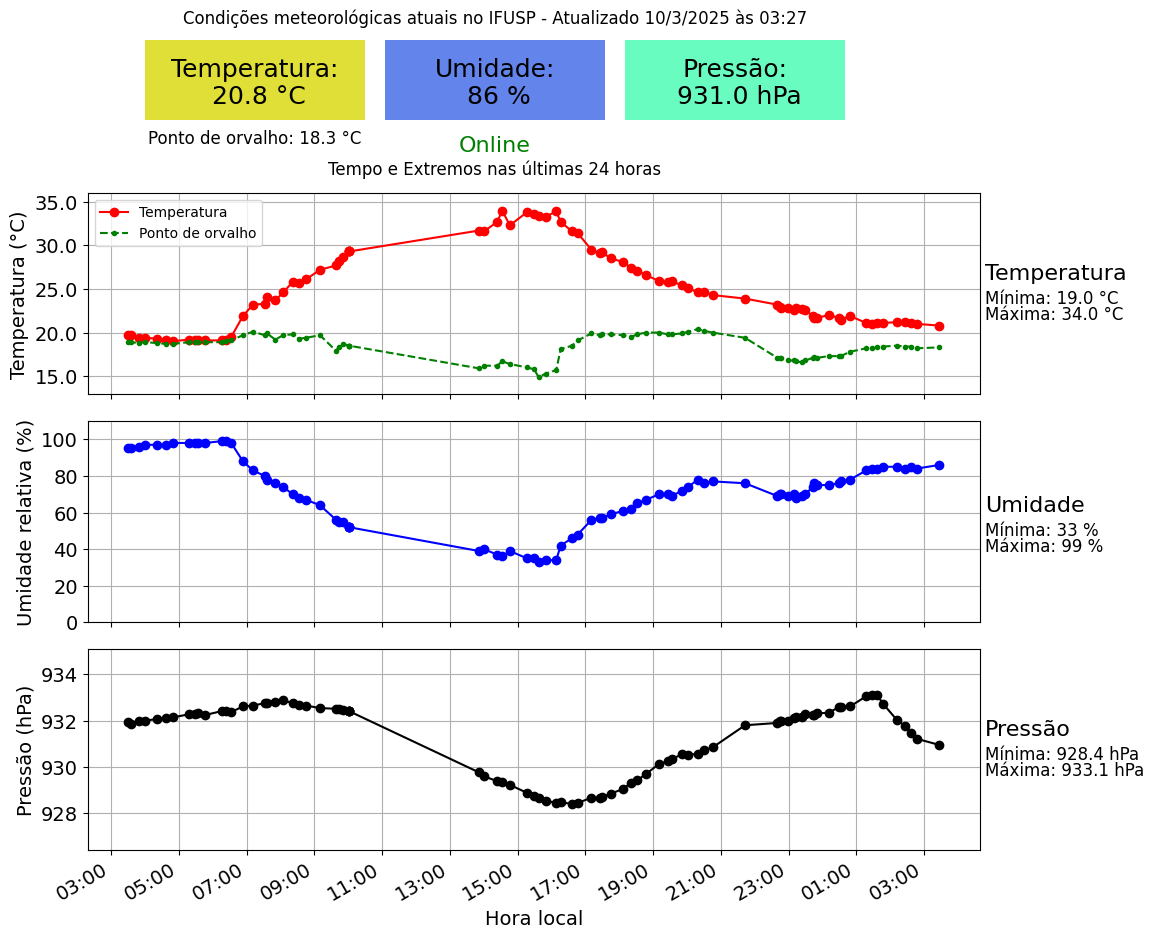 Condições meteorológicas atuais no IFUSP - Atualizado 10/3/2025 às 03:27
Temperatura:
20.8 °C
Umidade:
86 %
Pressão:
931.0 hPa
Ponto de orvalho: 18.3 °C
Online
Tempo e Extremos nas últimas 24 horas
Temperatura (°C)
35.0
30.0
25.0
20.0
15.0
Temperatura
Ponto de orvalho
Temperatura
Mínima: 19.0 °C
Máxima: 34.0 °C
Umidade relativa (%)
100
80
60
40
20
0
Umidade
Mínima: 33 %
Máxima: 99 %
Pressão (hPa)
934
932
930
928
Pressão
Mínima: 928.4 hPa
Máxima: 933.1 hPa
03:00
05:00
07:00
09:00
11:00
13:00
15:00
17:00
19:00
21:00
23:00
01:00
03:00
Hora local